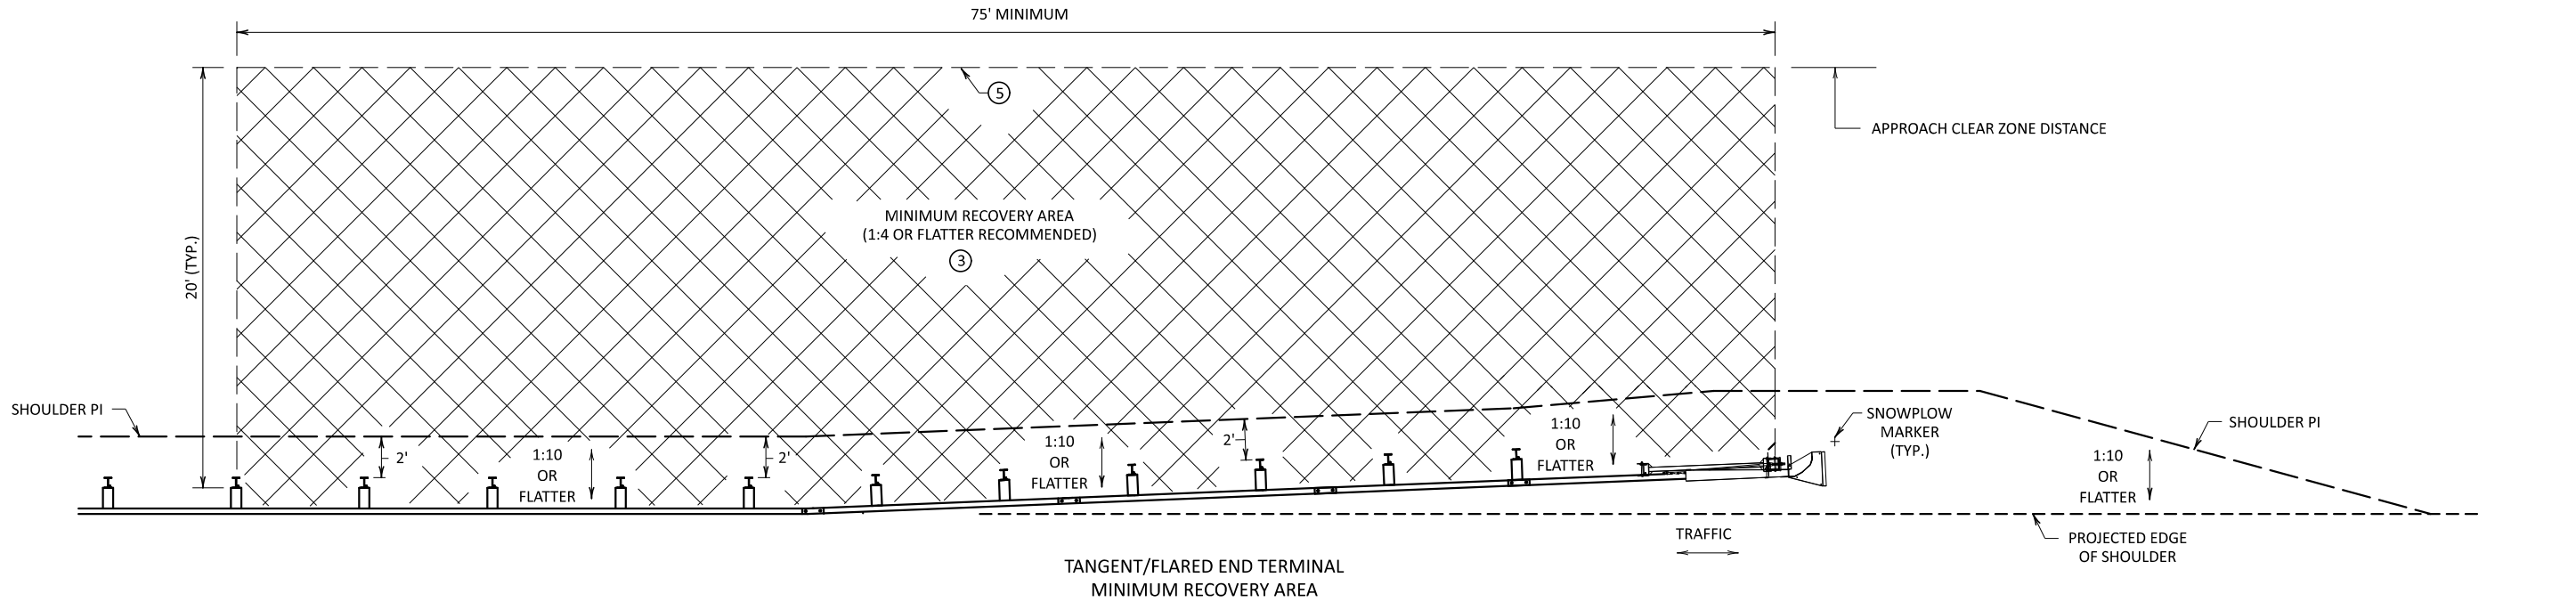 75' MINIMUM
5
APPROACH CLEAR ZONE DISTANCE
20' (TYP.)
MINIMUM RECOVERY AREA
(1:4 OR FLATTER RECOMMENDED)
3
SHOULDER PI
2'
1:10
OR
FLATTER
2'
1:10
OR
FLATTER
2'
1:10
OR
FLATTER
SNOWPLOW
MARKER
(TYP.)
SHOULDER PI
1:10
OR
FLATTER
TRAFFIC
PROJECTED EDGE
OF SHOULDER
TANGENT/FLARED END TERMINAL
MINIMUM RECOVERY AREA